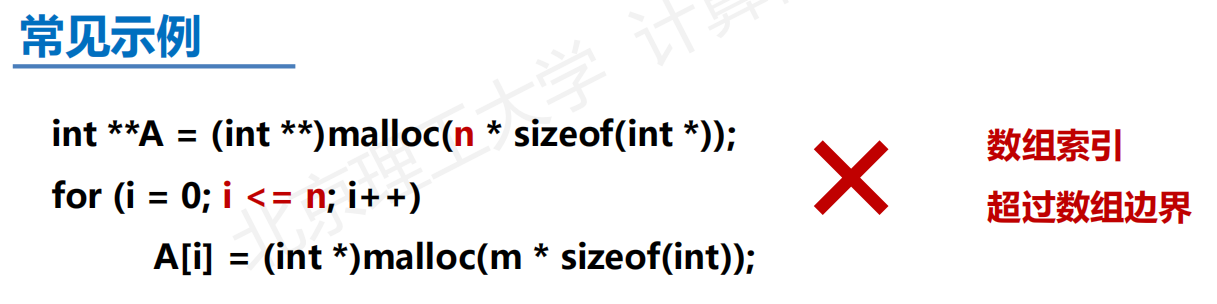 常见示例
int **A = (int **)malloc(n * sizeof(int *));
for (i = 0; i <= n; i++)
A[i] = (int *)malloc(m * sizeof(int));
数组索引
超过数组边界
北京理工大学 计算